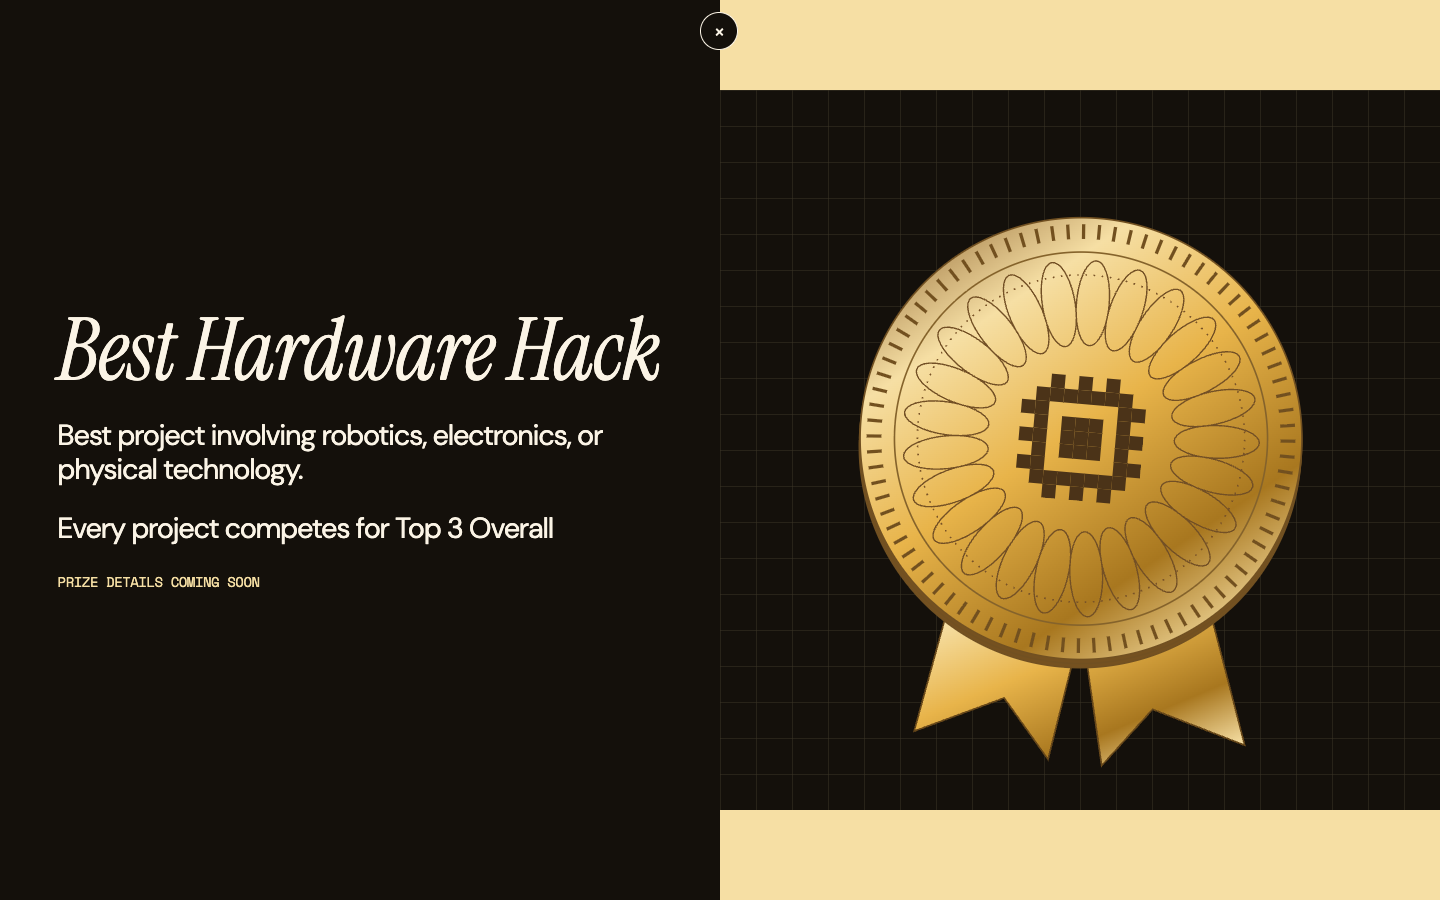 ×
Best Hardware Hack
Best project involving robotics, electronics, or
physical technology.
Every project competes for Top 3 Overall
PRIZE DETAILS COMING SOON